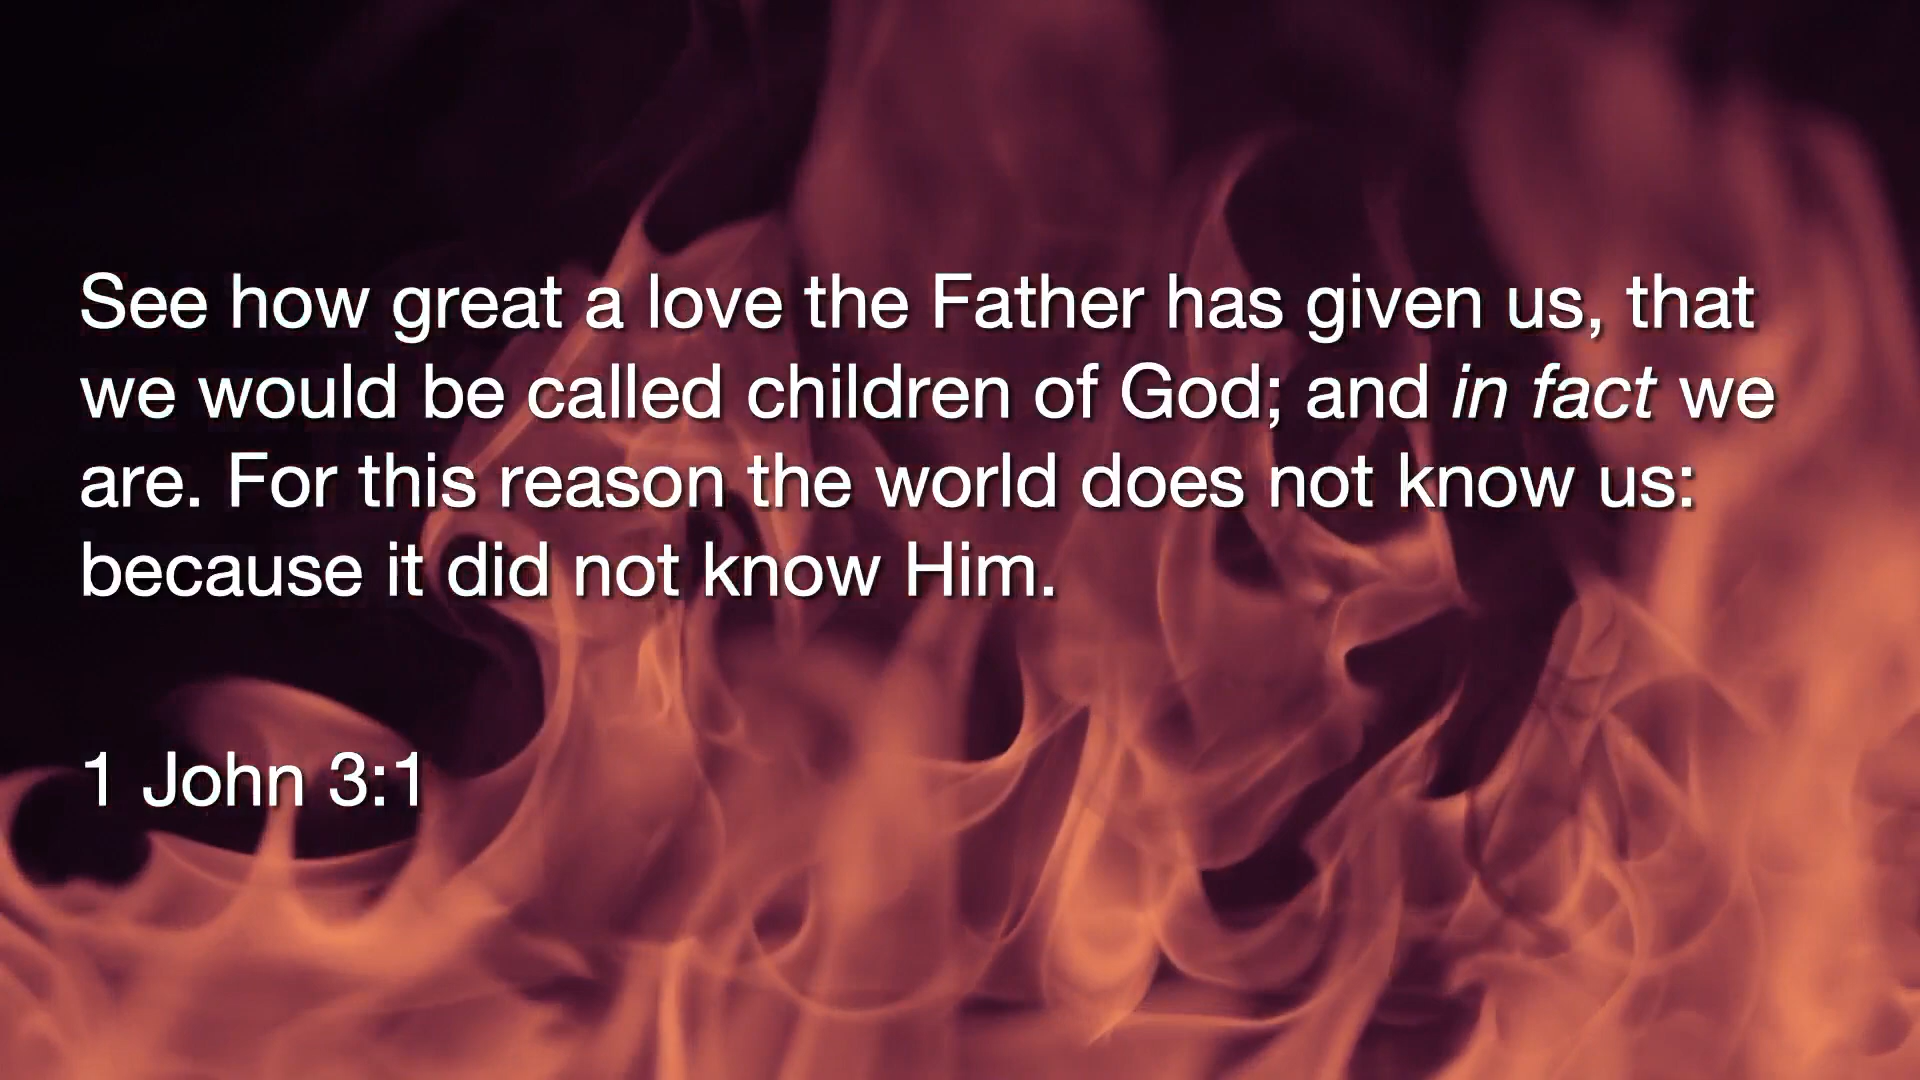 See how great a love the Father has given us, that
we would be called children of God; and in fact we
are. For this reason the world does not know us:
because it did not know Him.
1 John 3:1